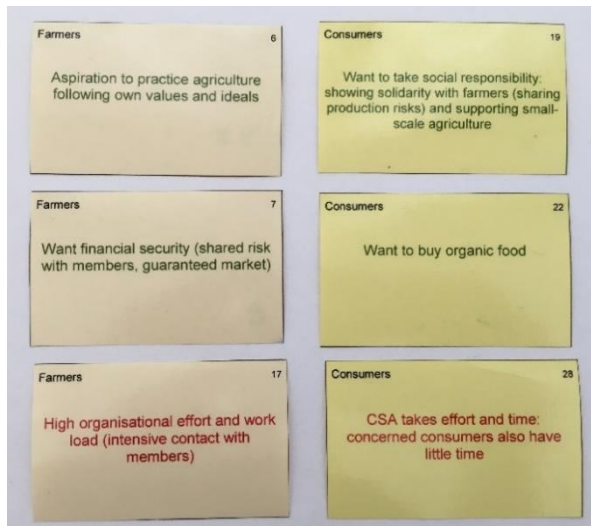 Farmers 6
Aspiration to practice agriculture
following own values and ideals
Consumers 19
Want to take social responsibility:
showing solidarity with farmers (sharing
production risks) and supporting small-
scale agriculture
Farmers 7
Want financial security (shared risk
with members, guaranteed market)
Consumers 22
Want to buy organic food
Farmers 17
High organisational effort and work
load (intensive contact with
members)
Consumers 28
CSA takes effort and time:
concerned consumers also have
little time